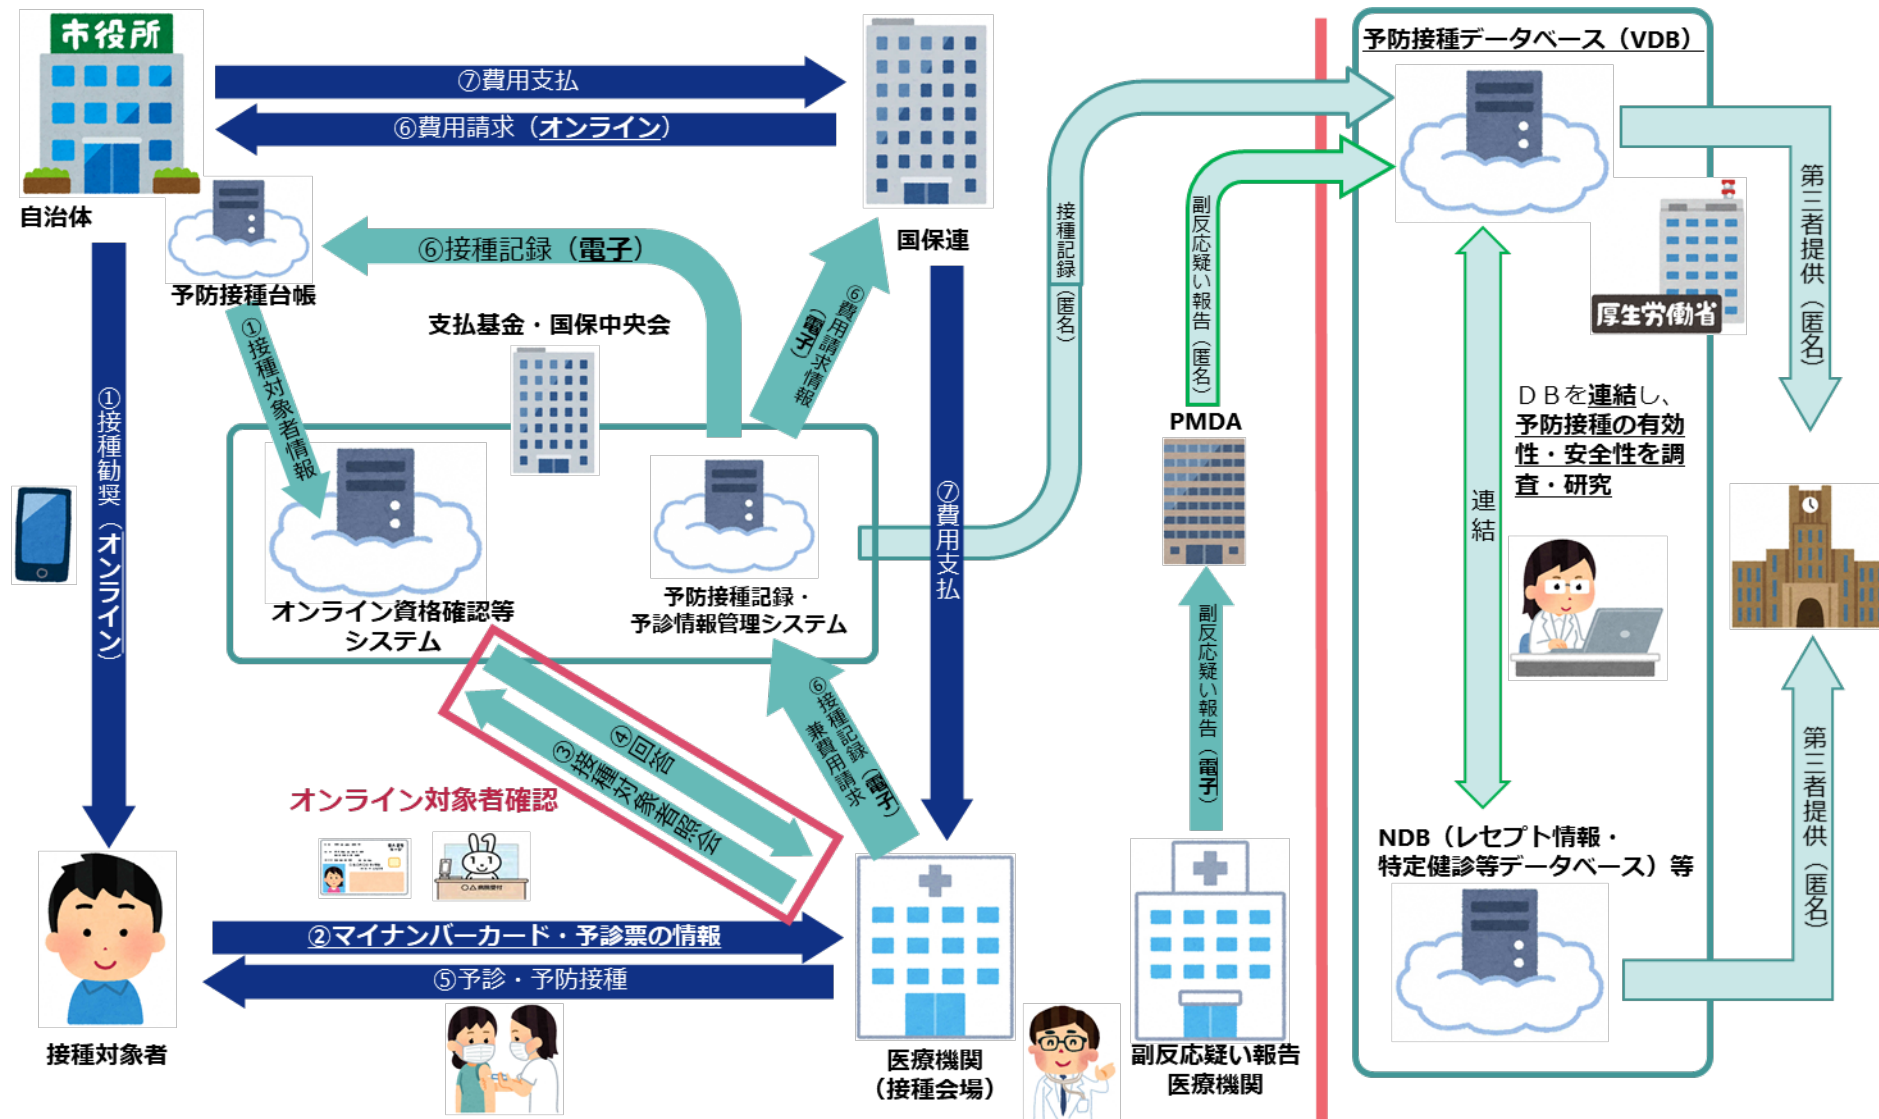 市役所
自治体
⑦費用支払
⑥費用請求（オンライン）
国保連
予防接種台帳
⑥接種記録（電子）
①接種対象者情報
支払基金・国保中央会
⑥費用請求情報
（電子）
①接種勧奨（オンライン）
オンライン資格確認等
システム
予防接種記録・
予診情報管理システム
⑦費用支払
④回答
③接種対象者照会
⑥接種記録（電子）
兼費用請求
オンライン対象者確認
○△病院受付
②マイナンバーカード・予診票の情報
⑤予診・予防接種
接種対象者
医療機関
（接種会場）
接種記録（匿名）
副反応疑い報告（匿名）
PMDA
副反応疑い報告（電子）
副反応疑い報告
医療機関
予防接種データベース（VDB）
厚生労働省
第三者提供（匿名）
ＤＢを連結し、
予防接種の有効
性・安全性を調
査・研究
連結
NDB（レセプト情報・
特定健診等データベース）等
第三者提供（匿名）